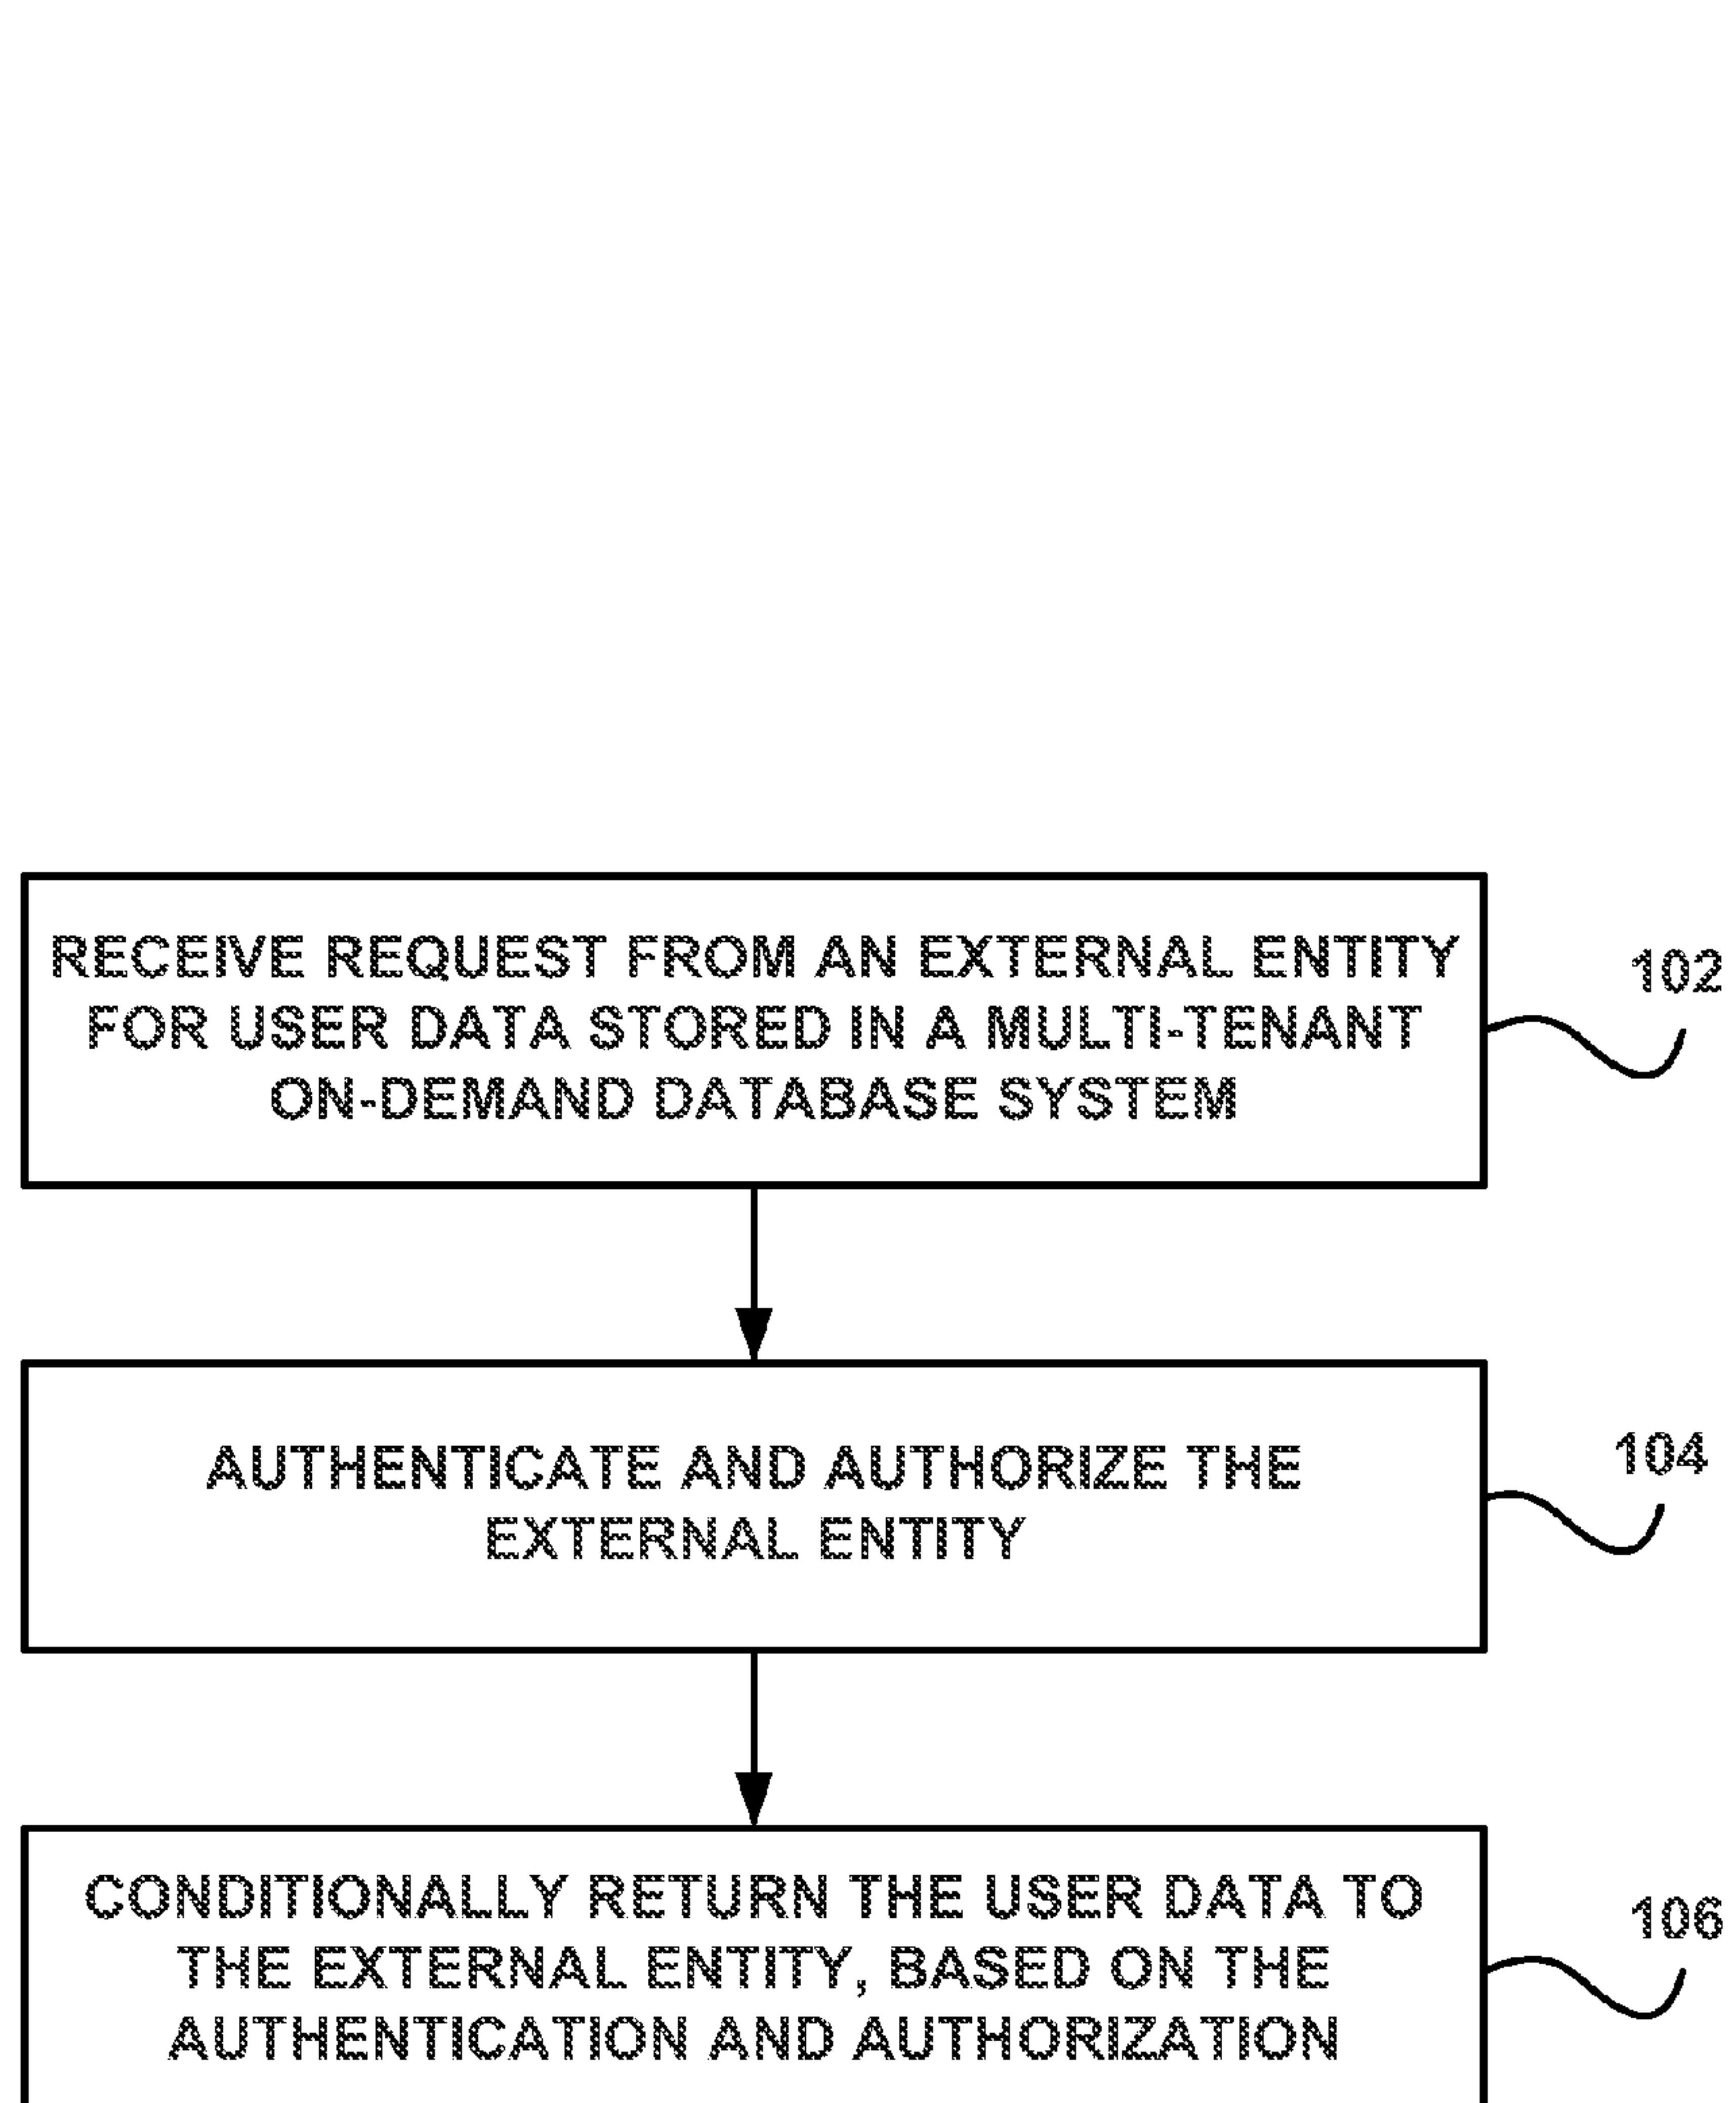 RECEIVE REQUEST FROM AN EXTERNAL ENTITY
FOR USER DATA STORED IN A MULTI-TENANT
ON-DEMAND DATABASE SYSTEM
102
AUTHENTICATE AND AUTHORIZE THE
EXTERNAL ENTITY
104
CONDITIONALLY RETURN THE USER DATA TO
THE EXTERNAL ENTITY, BASED ON THE
AUTHENTICATION AND AUTHORIZATION
106